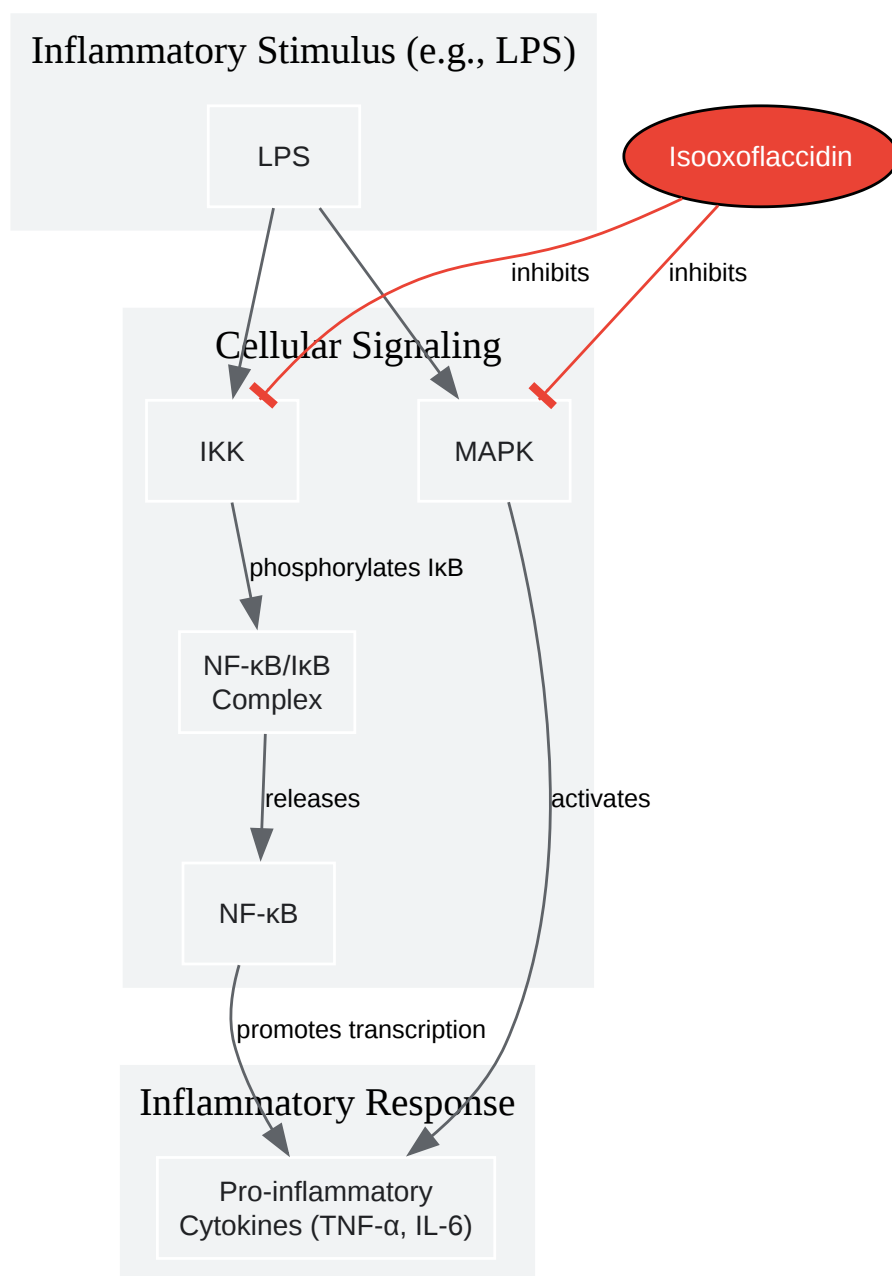 Inflammatory Stimulus (e.g., LPS)
LPS
Isooxoflaccidin
inhibits
inhibits
Cellular Signaling
IKK
MAPK
phosphorylates IκB
NF-κB/IκB
Complex
releases
activates
NF-κB
promotes transcription
Inflammatory Response
Pro-inflammatory
Cytokines (TNF-α, IL-6)